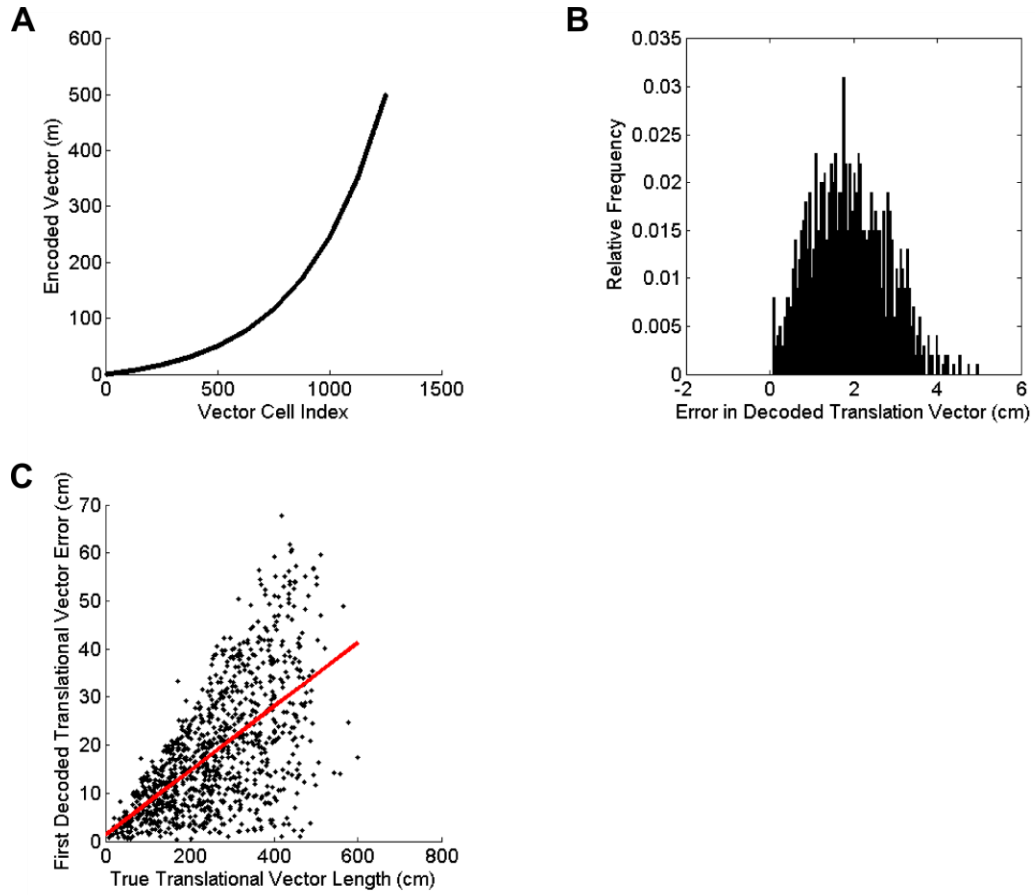 A
Encoded Vector (m)
600
500
400
300
200
100
0
0 500 1000 1500
Vector Cell Index
B
Relative Frequency
0.035
0.03
0.025
0.02
0.015
0.01
0.005
0
-2 0 2 4 6
Error in Decoded Translation Vector (cm)
C
First Decoded Translational Vector Error (cm)
70
60
50
40
30
20
10
0
0 200 400 600 800
True Translational Vector Length (cm)